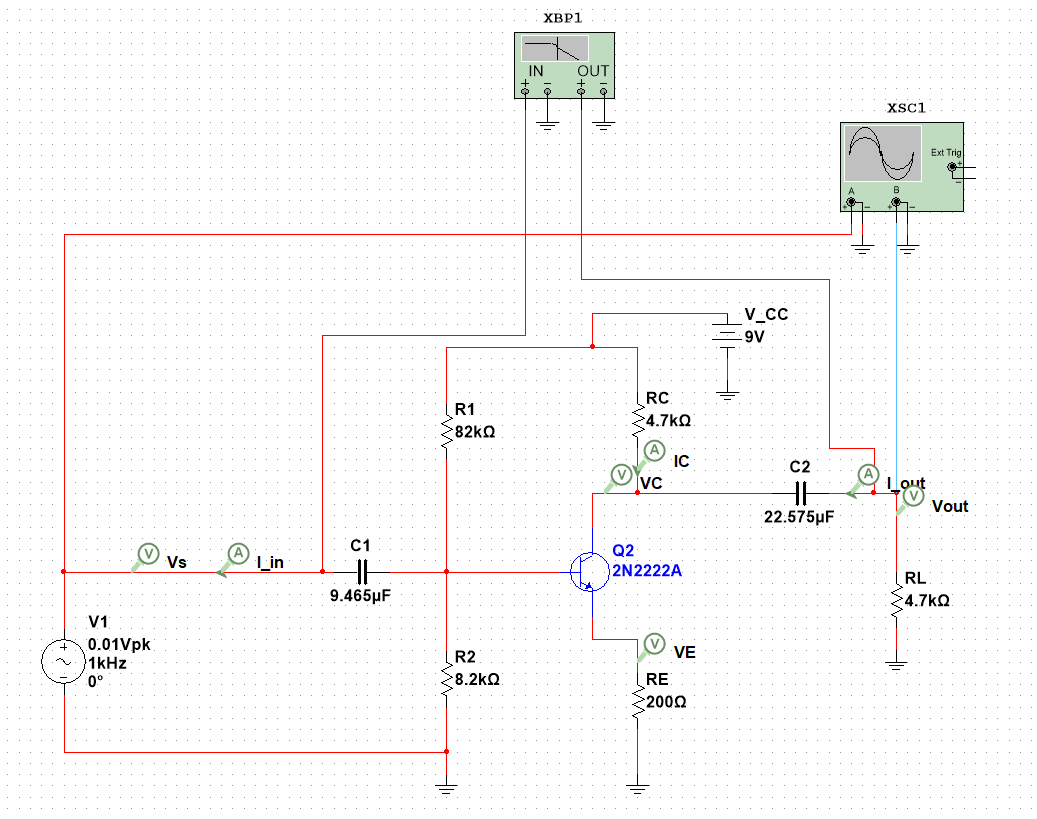 XBP1
IN OUT
+ − + −
XSC1
Ext Trig
+
−
A B
+ − + −
V_CC
9V
R1
82kΩ
RC
4.7kΩ
A
IC
V
VC
C2
22.575µF
A
I_out
V
Vout
V
Vs
A
I_in
C1
9.465µF
Q2
2N2222A
RL
4.7kΩ
V1
0.01Vpk
1kHz
0°
+
−
R2
8.2kΩ
V
VE
RE
200Ω